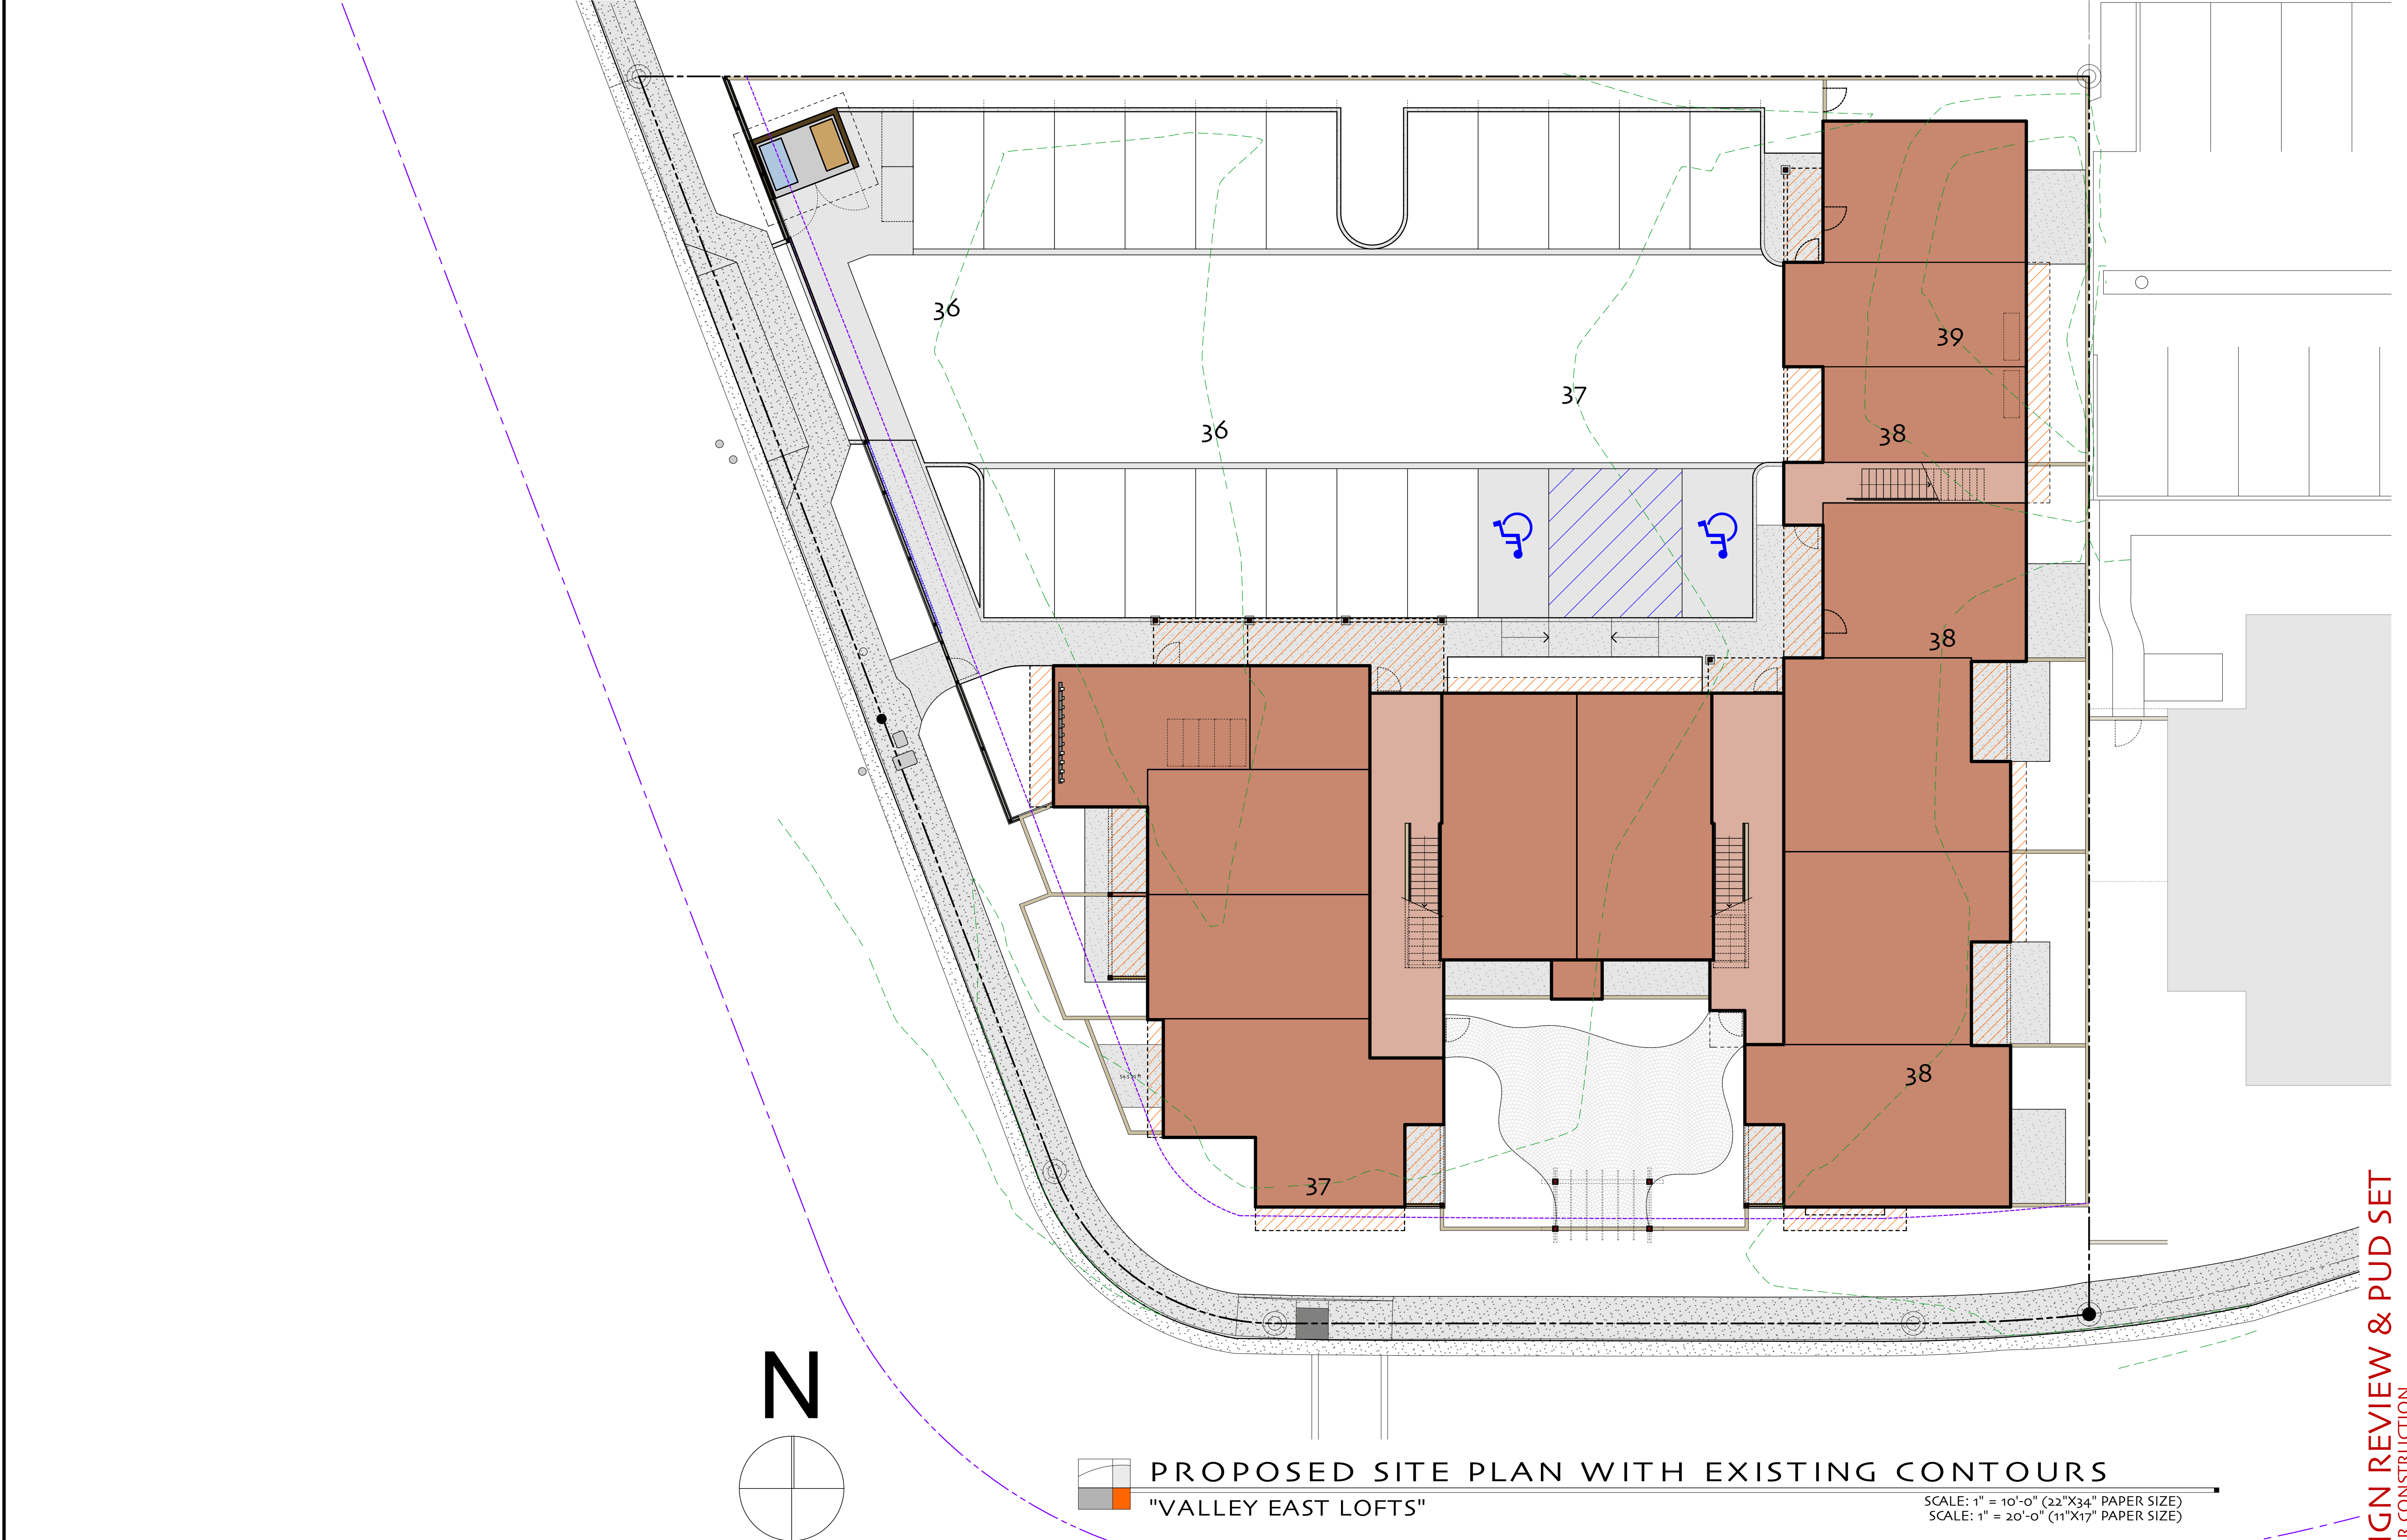 36
39
37
36
38
38
38
37
N
PROPOSED SITE PLAN WITH EXISTING CONTOURS
"VALLEY EAST LOFTS"
SCALE: 1" = 10'-0" (22"X34" PAPER SIZE)
SCALE: 1" = 20'-0" (11"X17" PAPER SIZE)
IGN REVIEW & PUD SET
R CONSTRUCTION